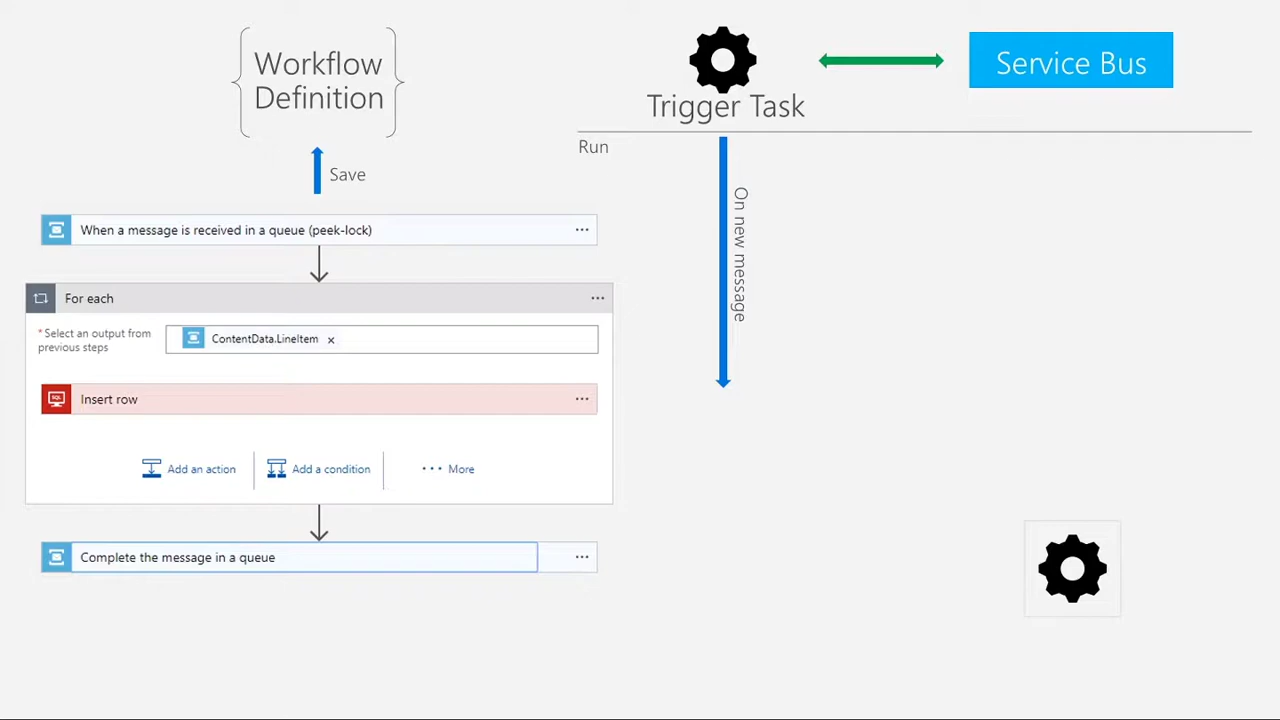 Workflow
Definition
Save
When a message is received in a queue (peek-lock)
For each
*Select an output from
previous steps
ContentData.LineItem x
SQL
Insert row
Add an action
Add a condition
More
Complete the message in a queue
Trigger Task
Service Bus
Run
On new message